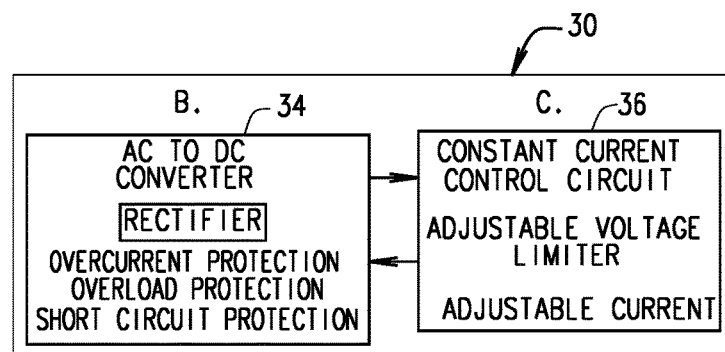 30
B.
34
C.
36
AC TO DC
CONVERTER
RECTIFIER
OVERCURRENT PROTECTION
OVERLOAD PROTECTION
SHORT CIRCUIT PROTECTION
CONSTANT CURRENT
CONTROL CIRCUIT
ADJUSTABLE VOLTAGE
LIMITER
ADJUSTABLE CURRENT